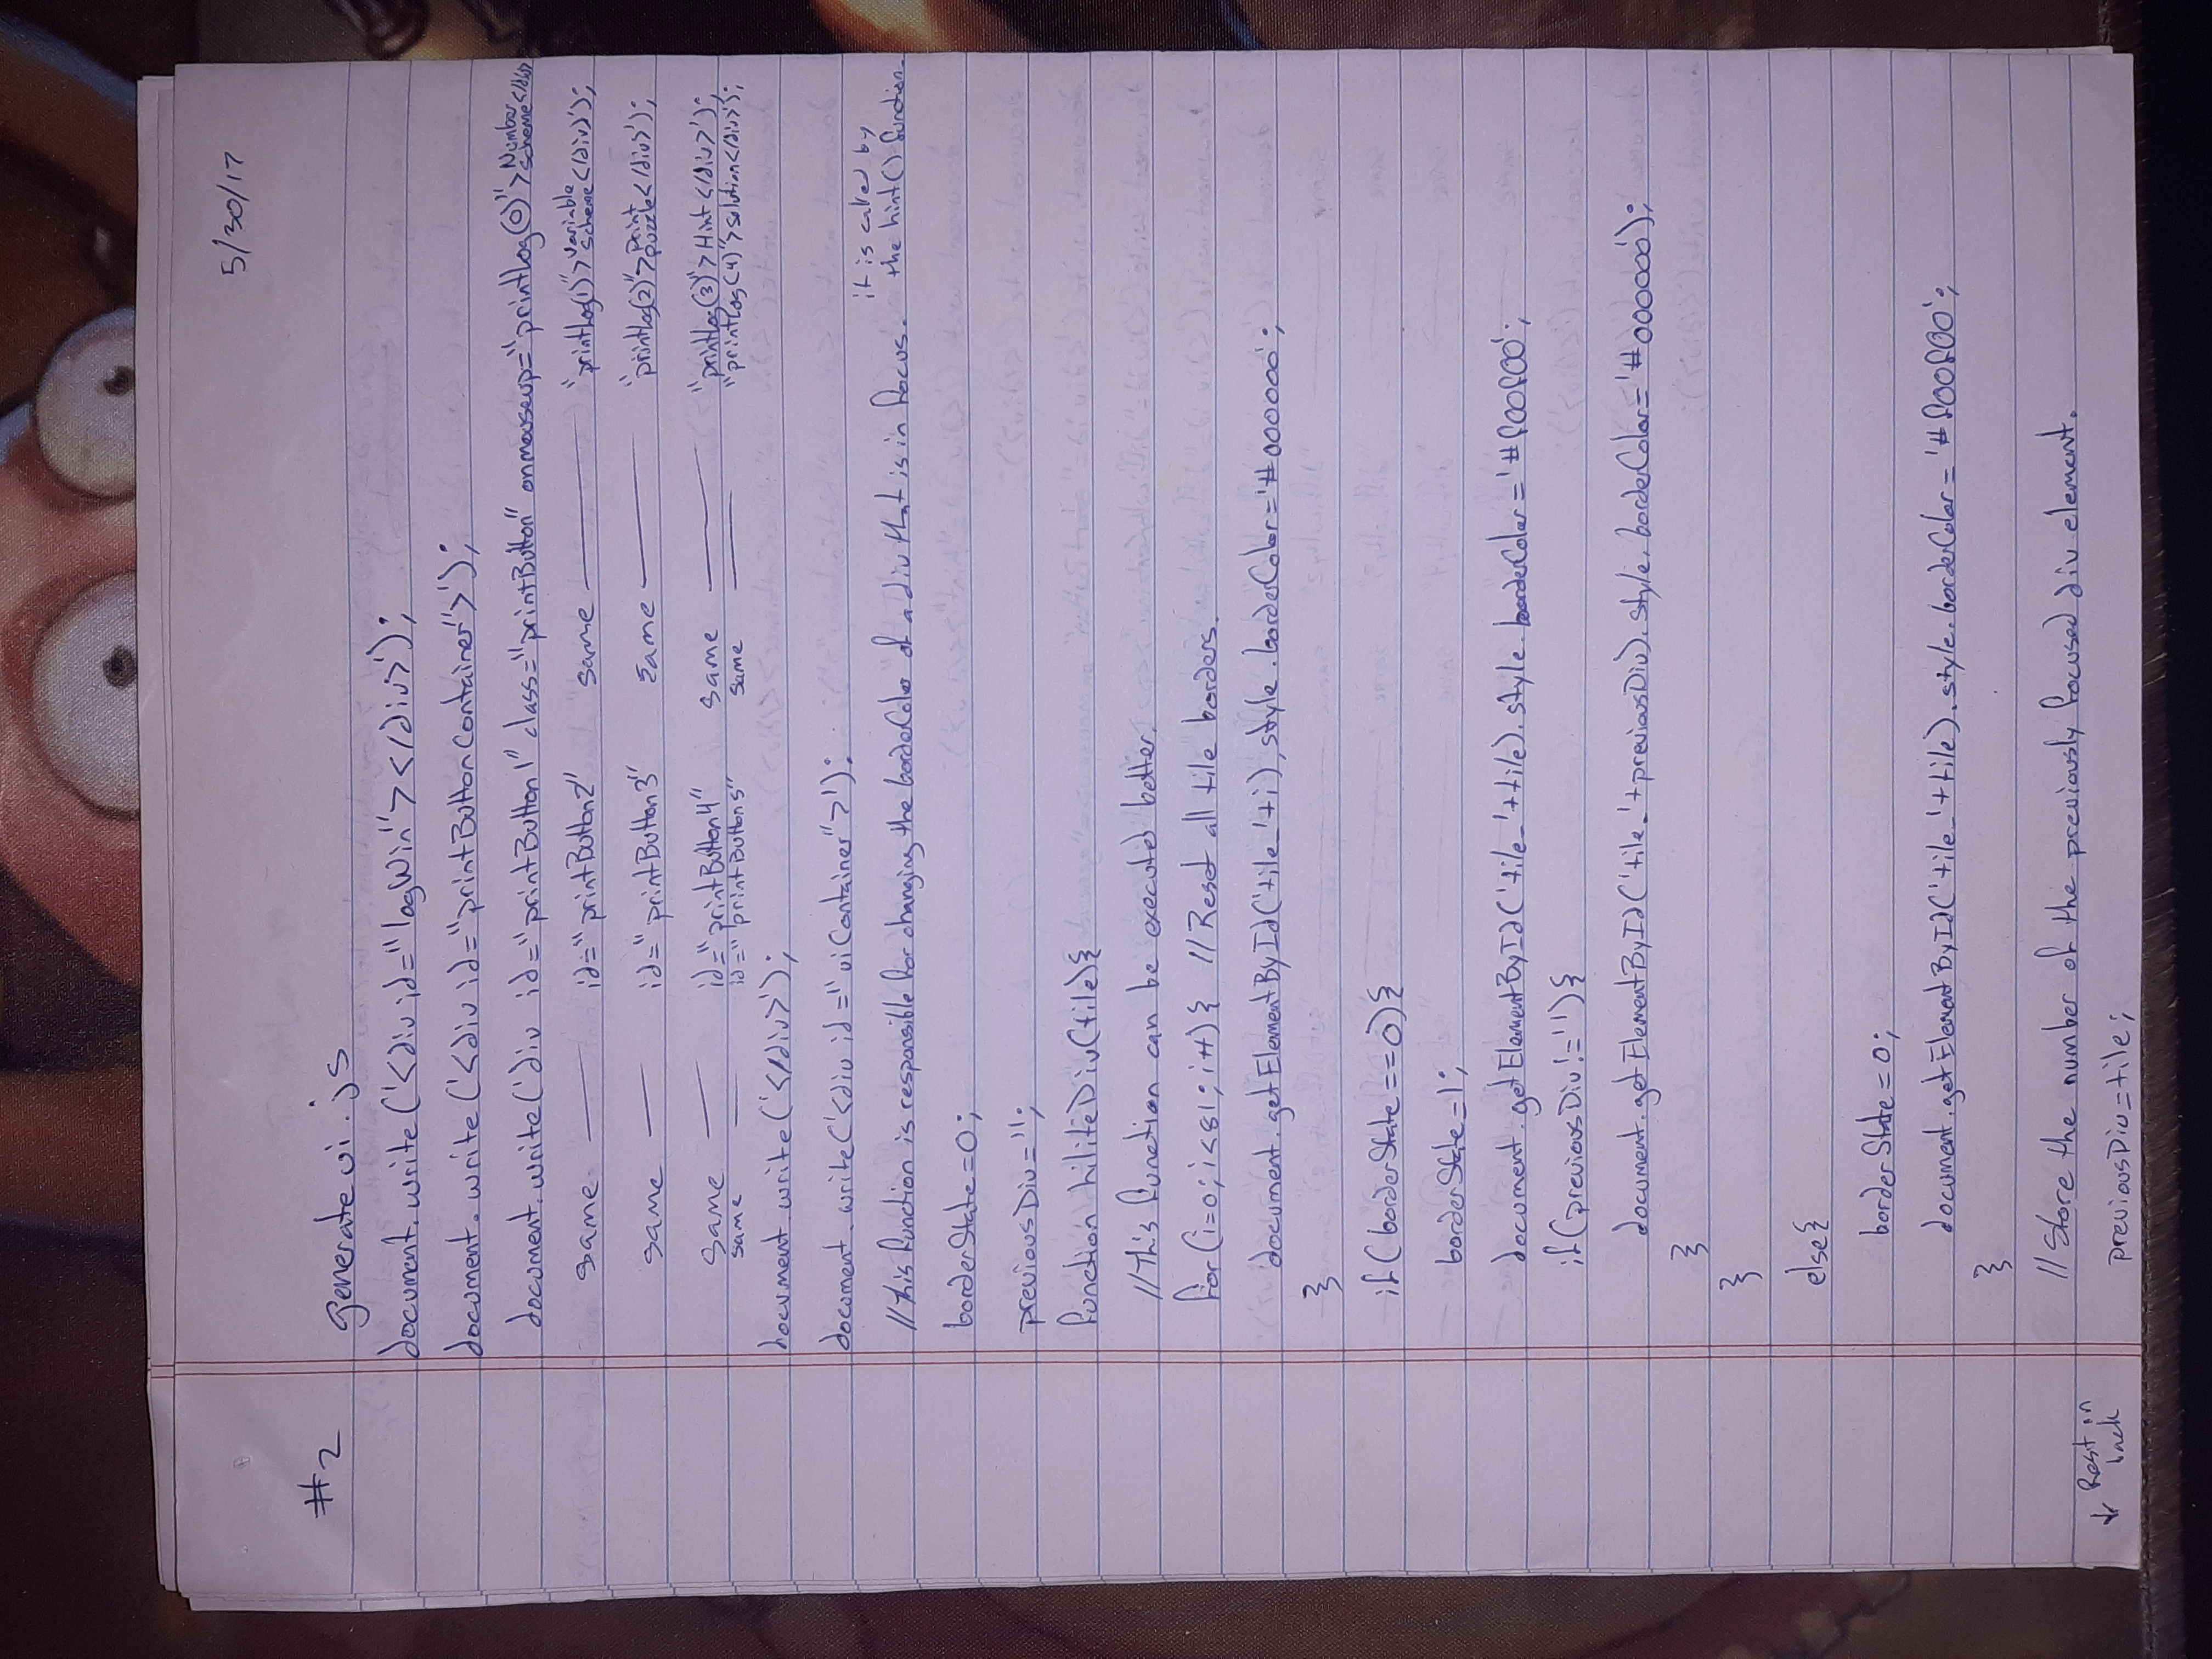 5/30/17
#2
generateui.js
document.write('<div id="logWin"></div>');
document.write('<div id="printButtonContainer">');
document.write('div id="printButton1" class="printButton" onmouseup="printLog(0)">Number Scheme</div>
same — id="printButton2" same — "printLog(1)">Variable Scheme</div>');
same — id="printButton3" same — "printLog(2)">Print Puzzle</div>');
same — id="printButton4" same — "printLog(3)">Hint</div>');
same — id="printButton5" same — "printLog(4)">solution</div>');
document.write('</div>');
document.write('<div id="uiContainer">');
//This function is responsible for changing the borderColor of a div that is in focus. it is called by the hint() function.
borderState=0;
previousDiv='';
function hiliteDiv(tile){
//This function can be executed better.
for(i=0;i<81;i++){ //Reset all tile borders.
document.getElementById('tile_'+i).style.borderColor='#000000';
}
if(borderState==0){
borderState=1;
document.getElementById('tile_'+tile).style.borderColor='#f00f00';
if(previousDiv!=''){
document.getElementById('tile_'+previousDiv).style.borderColor='#000000');
}
}
else{
borderState=0;
document.getElementById('tile_'+tile).style.borderColor='#f00f00';
}
//Store the number of the previously focused div element.
previousDiv=tile;
↓ Rest on
back